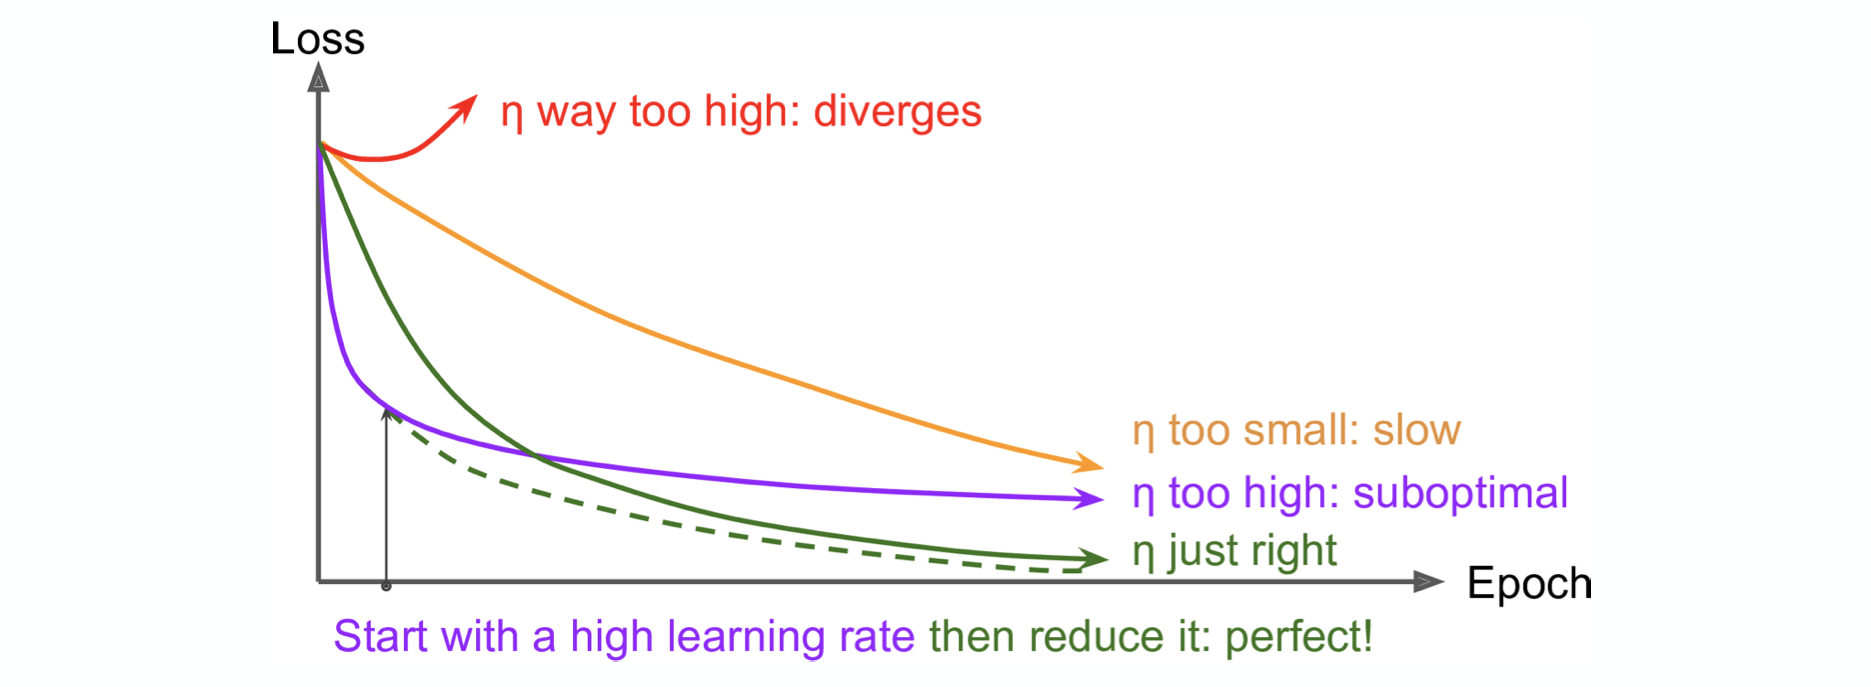 Loss
η way too high: diverges
η too small: slow
η too high: suboptimal
η just right
Epoch
Start with a high learning rate then reduce it: perfect!